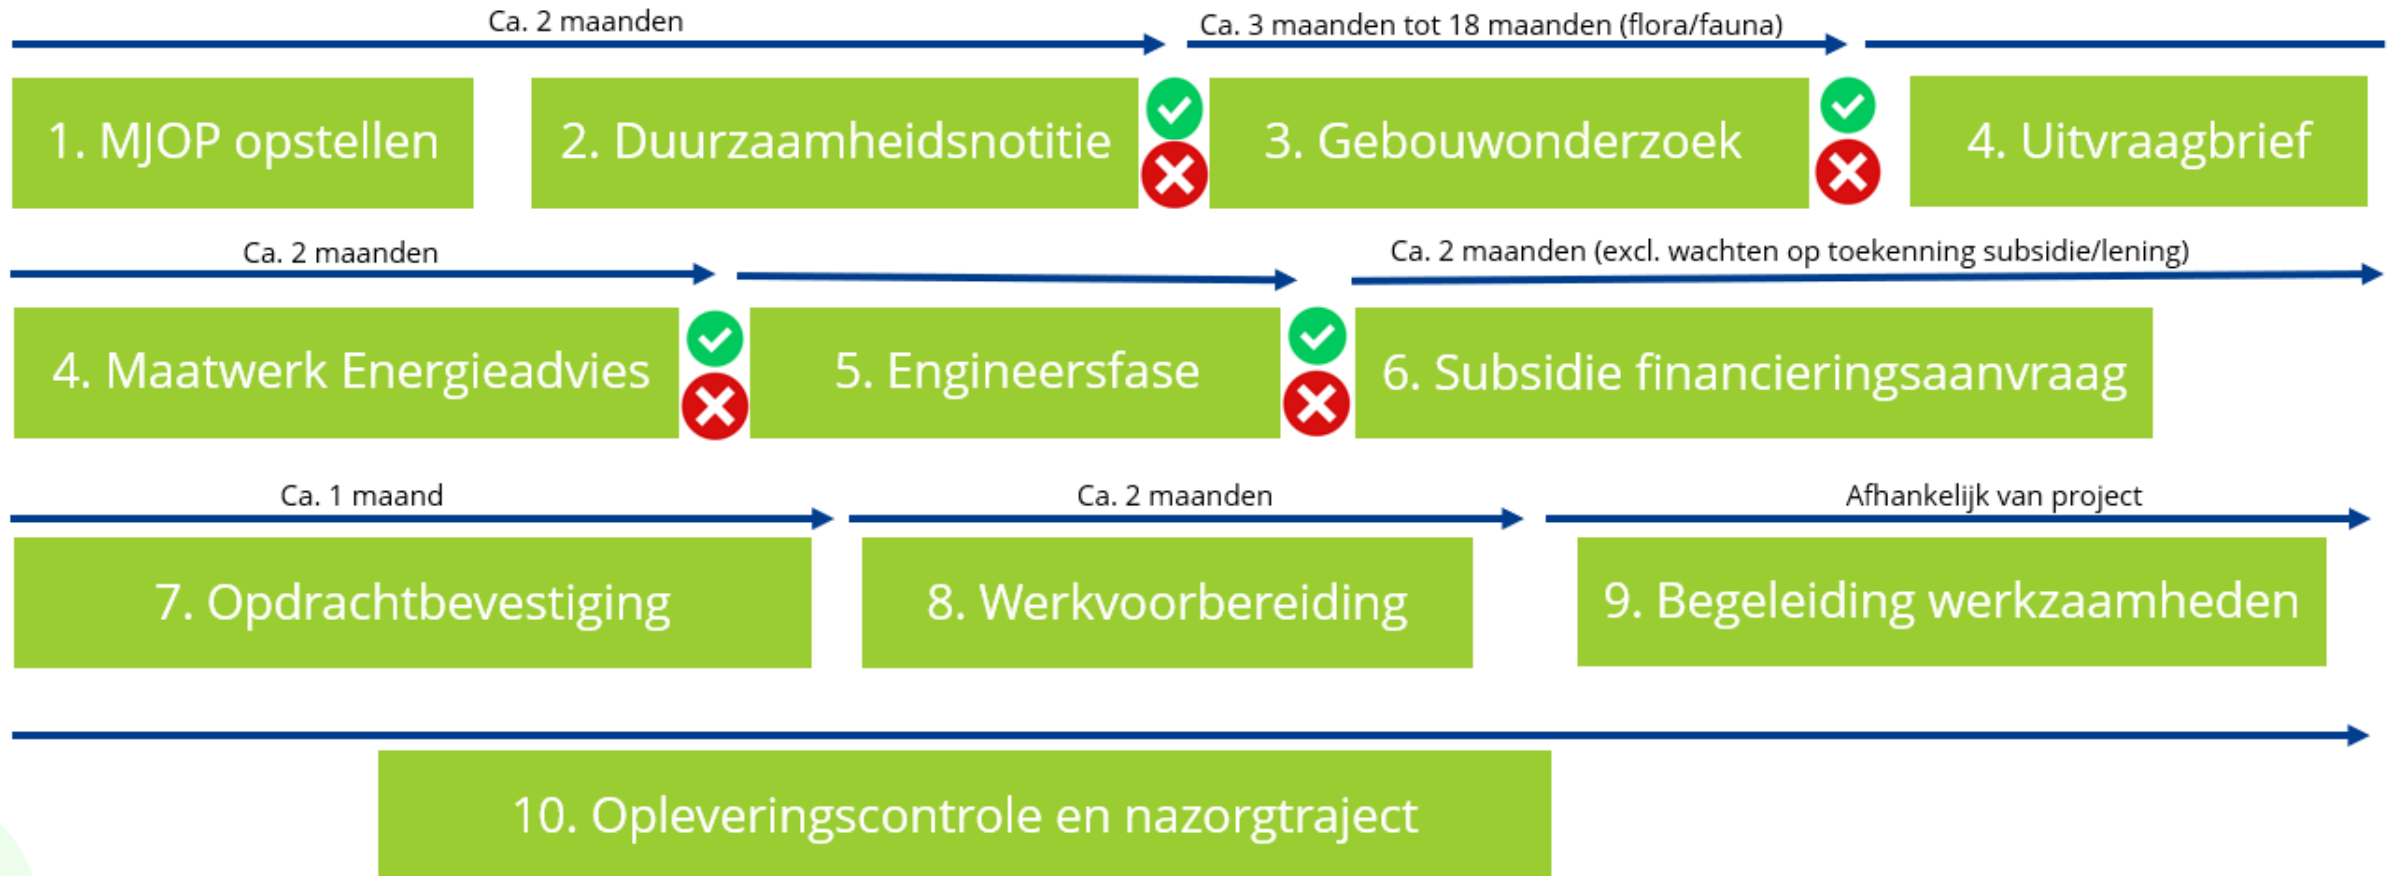 Ca. 2 maanden
Ca. 3 maanden tot 18 maanden (flora/fauna)
1. MJOP opstellen
2. Duurzaamheidsnotitie
3. Gebouwonderzoek
4. Uitvraagbrief
Ca. 2 maanden
Ca. 2 maanden (excl. wachten op toekenning subsidie/lening)
4. Maatwerk Energieadvies
5. Engineersfase
6. Subsidie financieringsaanvraag
Ca. 1 maand
Ca. 2 maanden
Afhankelijk van project
7. Opdrachtbevestiging
8. Werkvoorbereiding
9. Begeleiding werkzaamheden
10. Opleveringscontrole en nazorgtraject